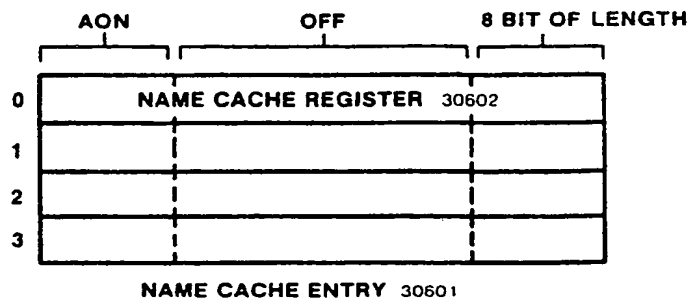 AON OFF 8 BIT OF LENGTH
0 NAME CACHE REGISTER 30602
1
2
3
NAME CACHE ENTRY 30601